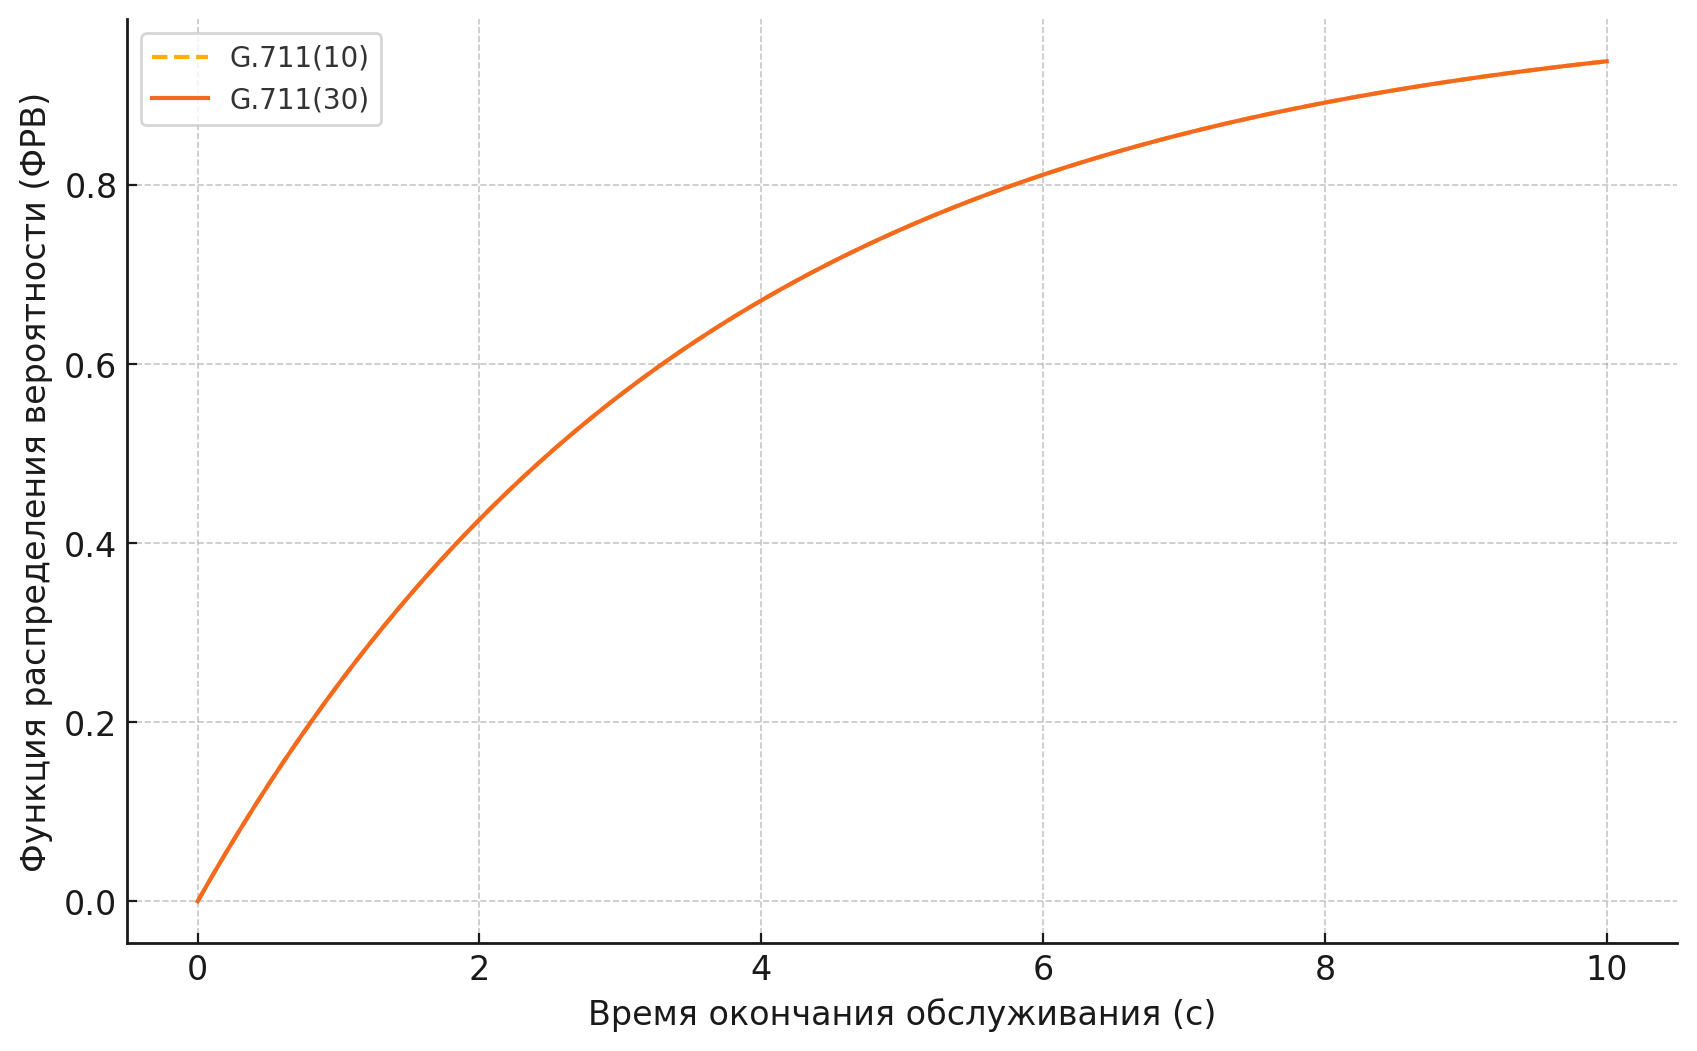 G.711(10)
G.711(30)
Функция распределения вероятности (ФРВ)
0.8
0.6
0.4
0.2
0.0
0 2 4 6 8 10
Время окончания обслуживания (с)